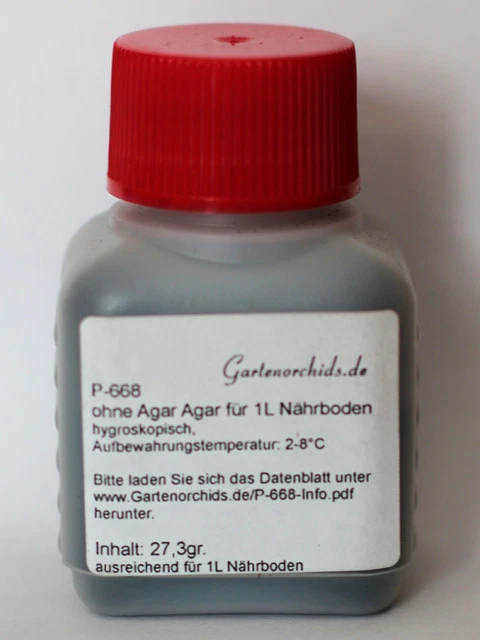 Gartenorchids.de
P-668
ohne Agar Agar für 1L Nährboden
hygroskopisch,
Aufbewahrungstemperatur: 2-8°C
Bitte laden Sie sich das Datenblatt unter
www.Gartenorchids.de/P-668-Info.pdf
herunter.
Inhalt: 27,3gr.
ausreichend für 1L Nährboden